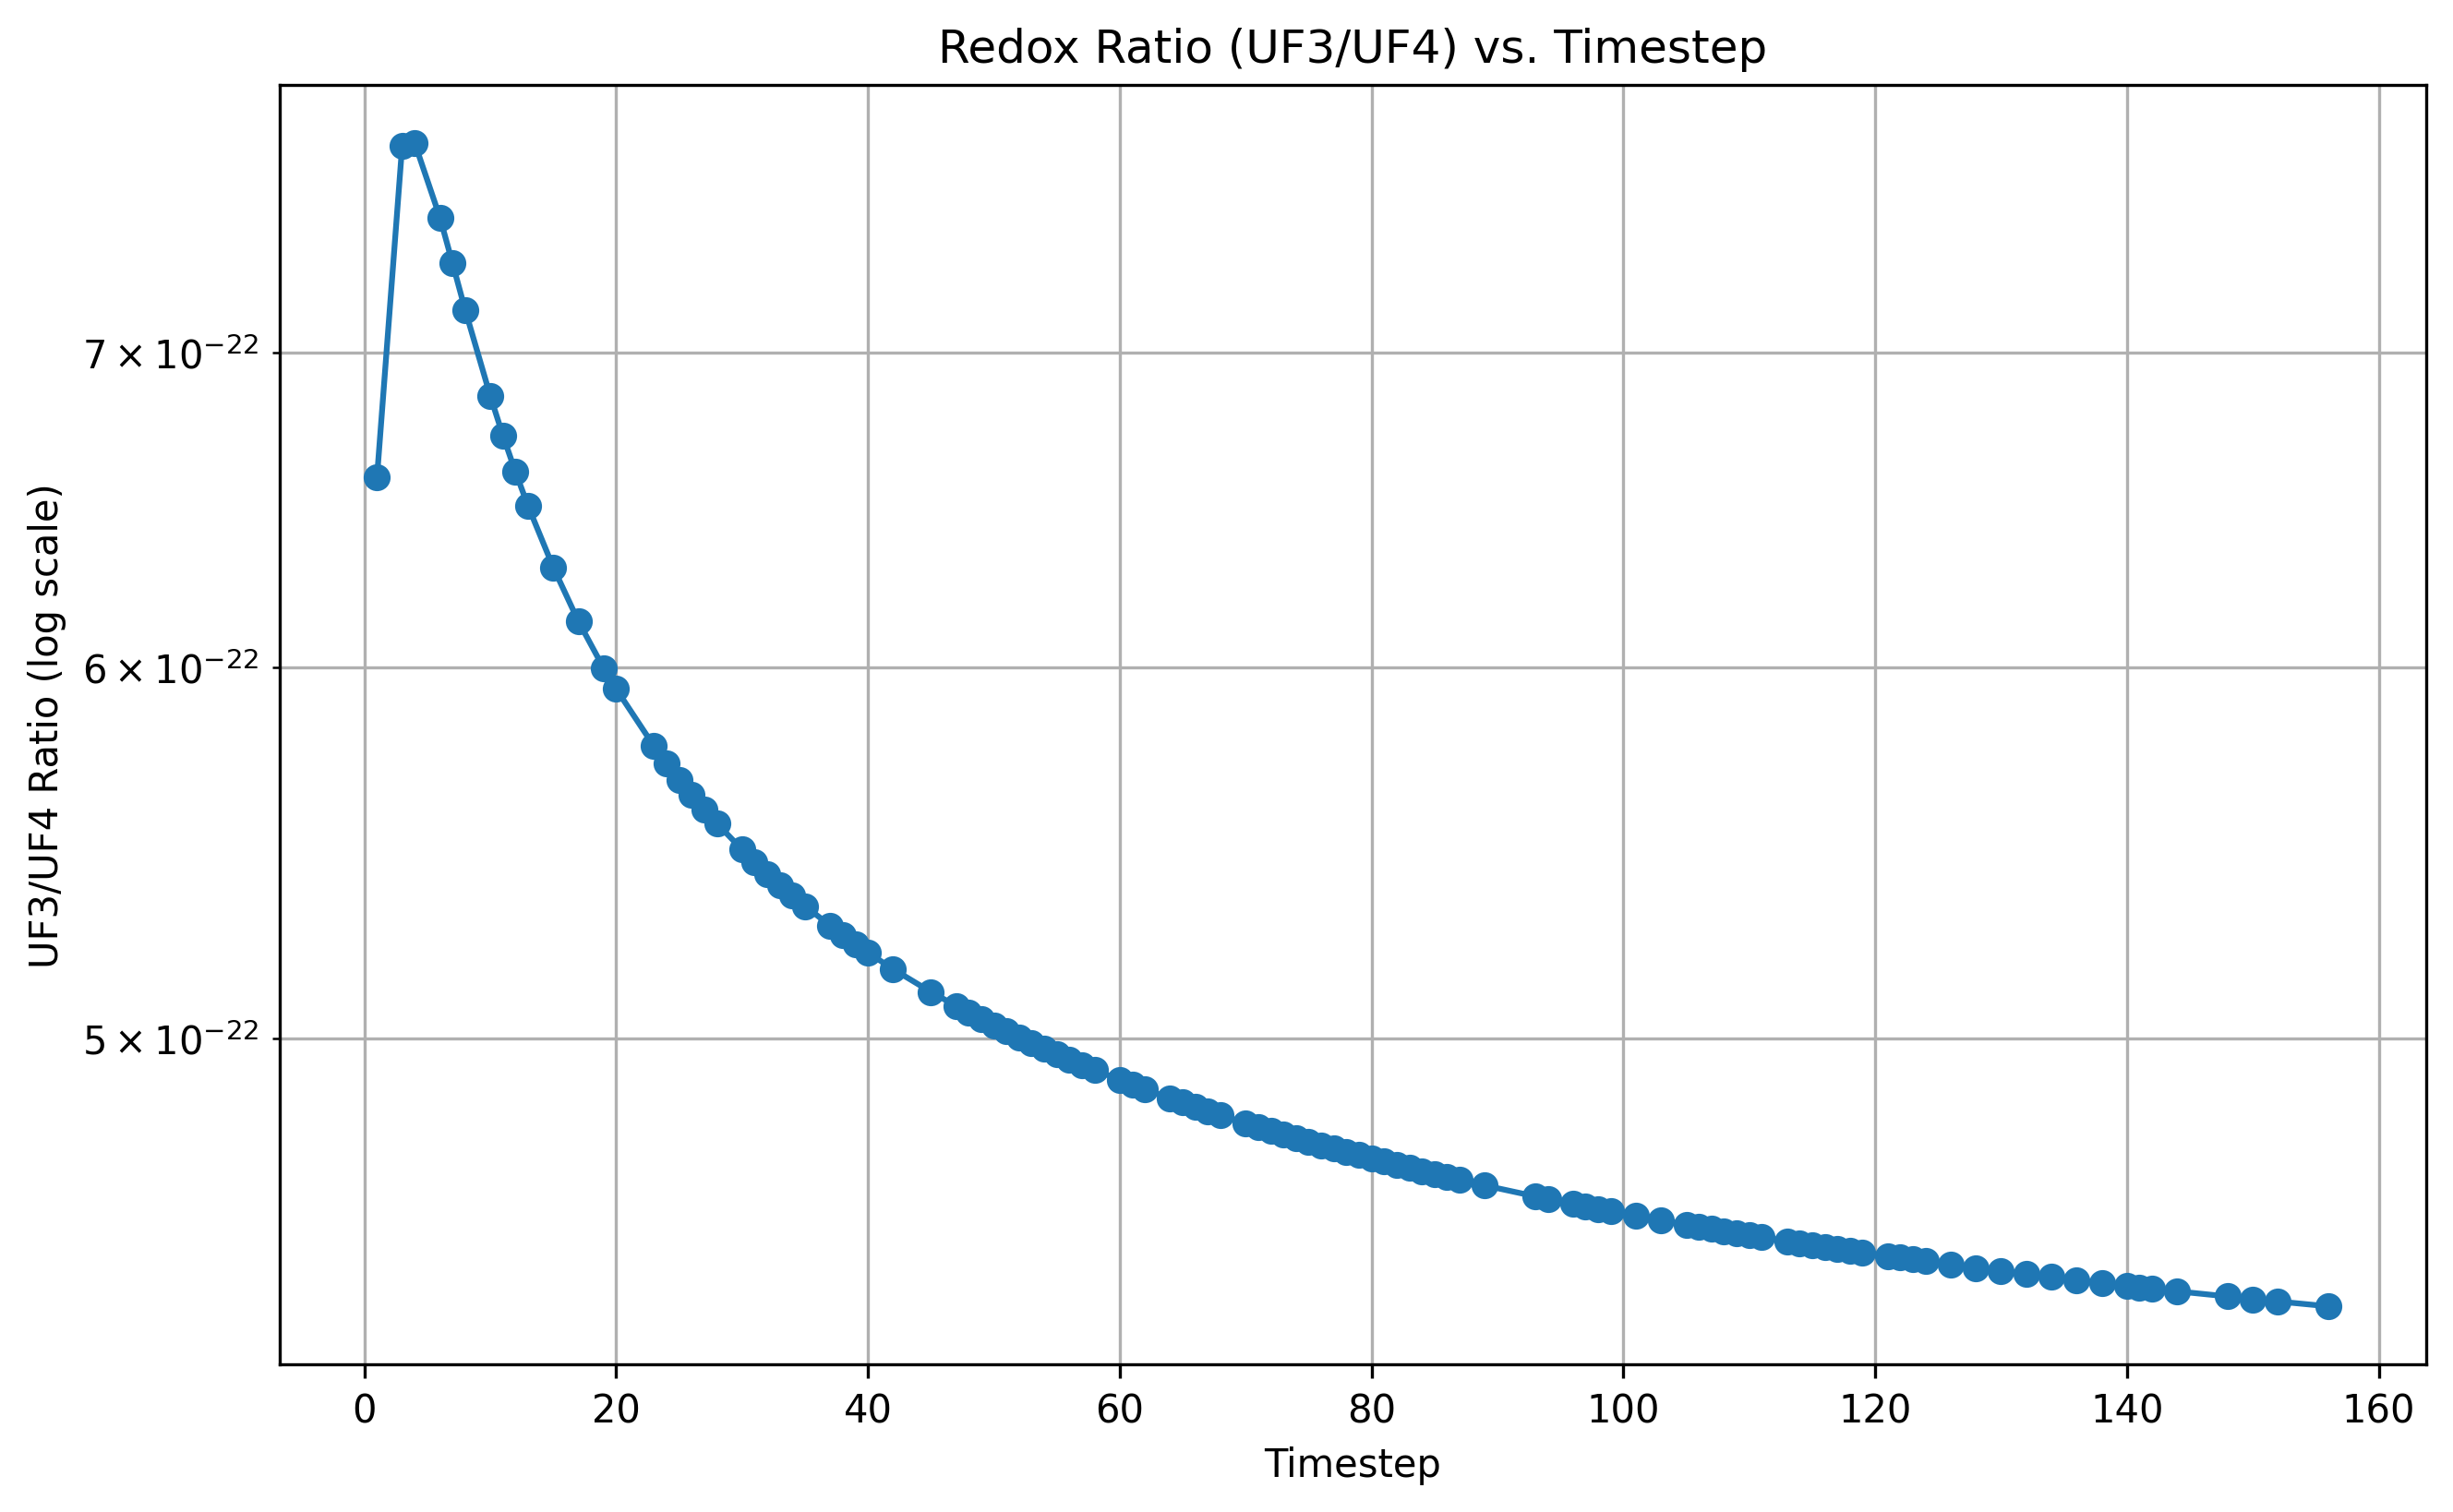 Redox Ratio (UF3/UF4) vs. Timestep
UF3/UF4 Ratio (log scale)
7 × 10⁻²²
6 × 10⁻²²
5 × 10⁻²²
0 20 40 60 80 100 120 140 160
Timestep